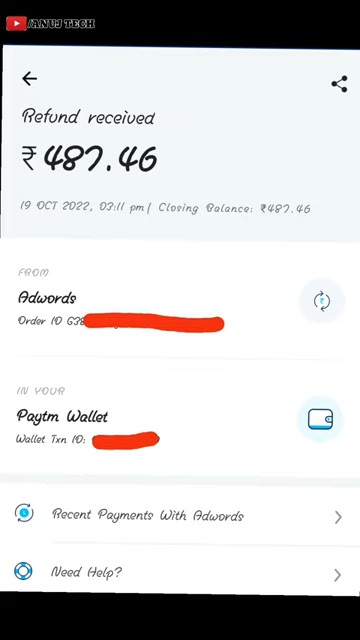 /ANUJ TECH
Refund received
₹487.46
19 OCT 2022, 03:11 pm | Closing Balance: ₹487.46
FROM
Adwords
Order ID G38
IN YOUR
Paytm Wallet
Wallet Txn ID:
Recent Payments With Adwords
Need Help?